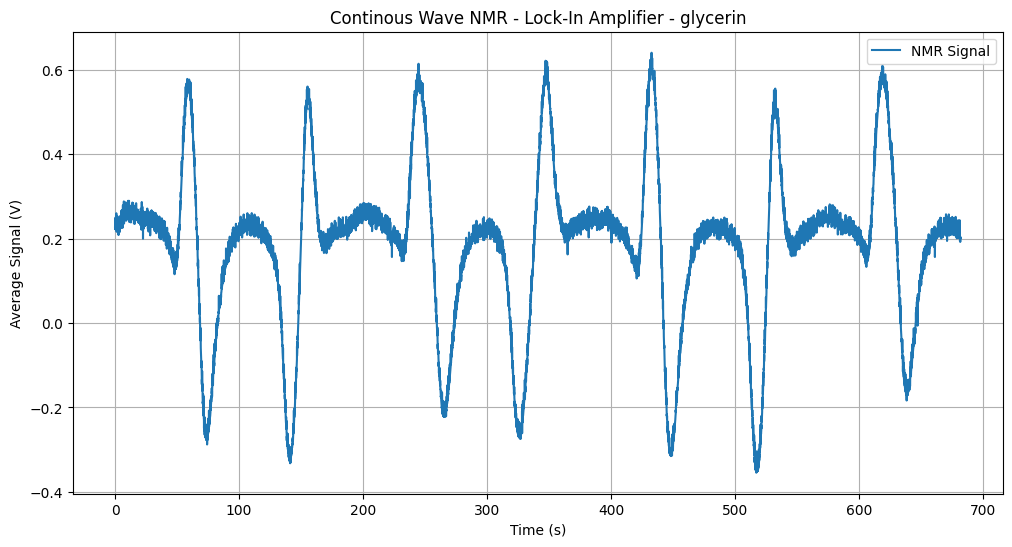 Continous Wave NMR - Lock-In Amplifier - glycerin
NMR Signal
Average Signal (V)
0.6
0.4
0.2
0.0
−0.2
−0.4
0 100 200 300 400 500 600 700
Time (s)